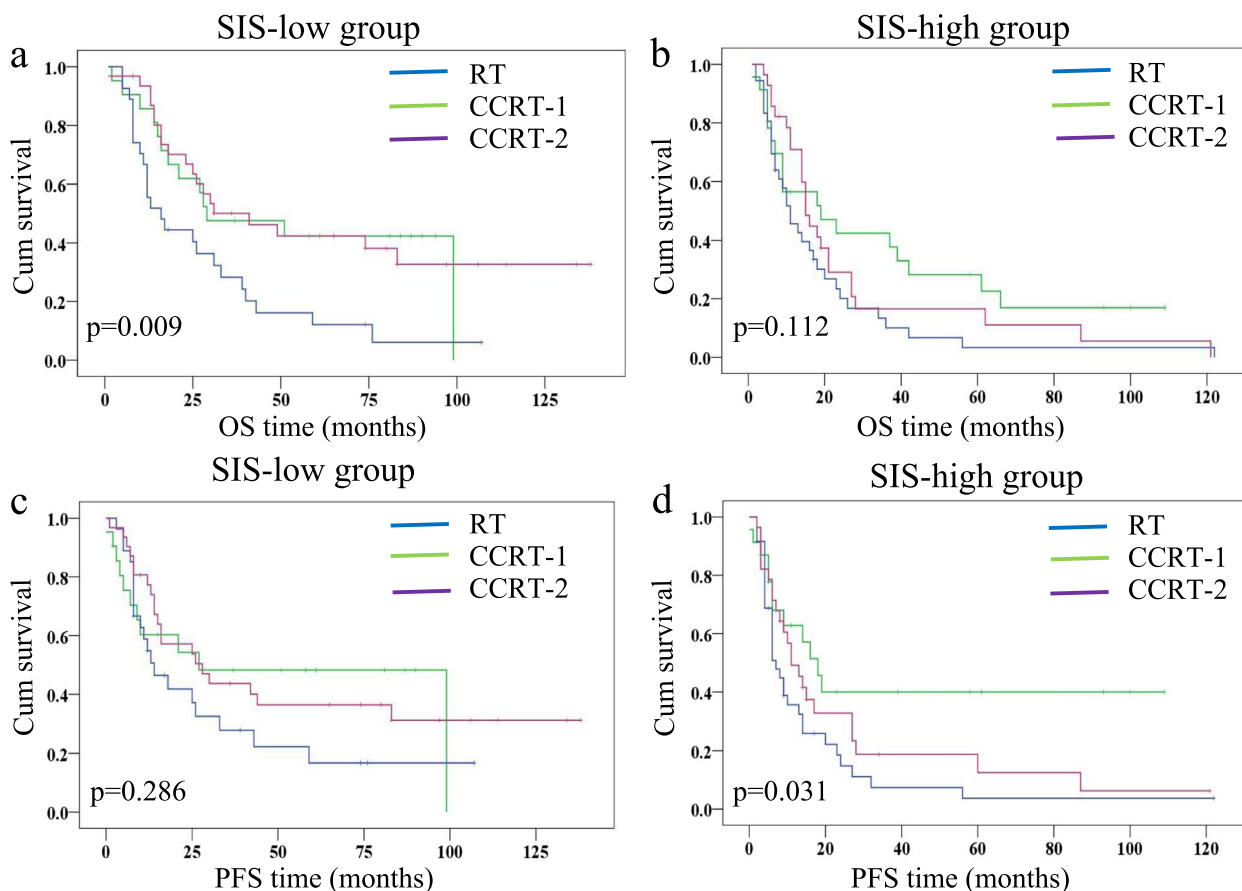 a
SIS-low group
RT
CCRT-1
CCRT-2
Cum survival
1.0
0.8
0.6
0.4
0.2
0.0
p=0.009
0 25 50 75 100 125
OS time (months)
b
SIS-high group
RT
CCRT-1
CCRT-2
Cum survival
1.0
0.8
0.6
0.4
0.2
0.0
p=0.112
0 20 40 60 80 100 120
OS time (months)
c
SIS-low group
RT
CCRT-1
CCRT-2
Cum survival
1.0
0.8
0.6
0.4
0.2
0.0
p=0.286
0 25 50 75 100 125
PFS time (months)
d
SIS-high group
RT
CCRT-1
CCRT-2
Cum survival
1.0
0.8
0.6
0.4
0.2
0.0
p=0.031
0 20 40 60 80 100 120
PFS time (months)